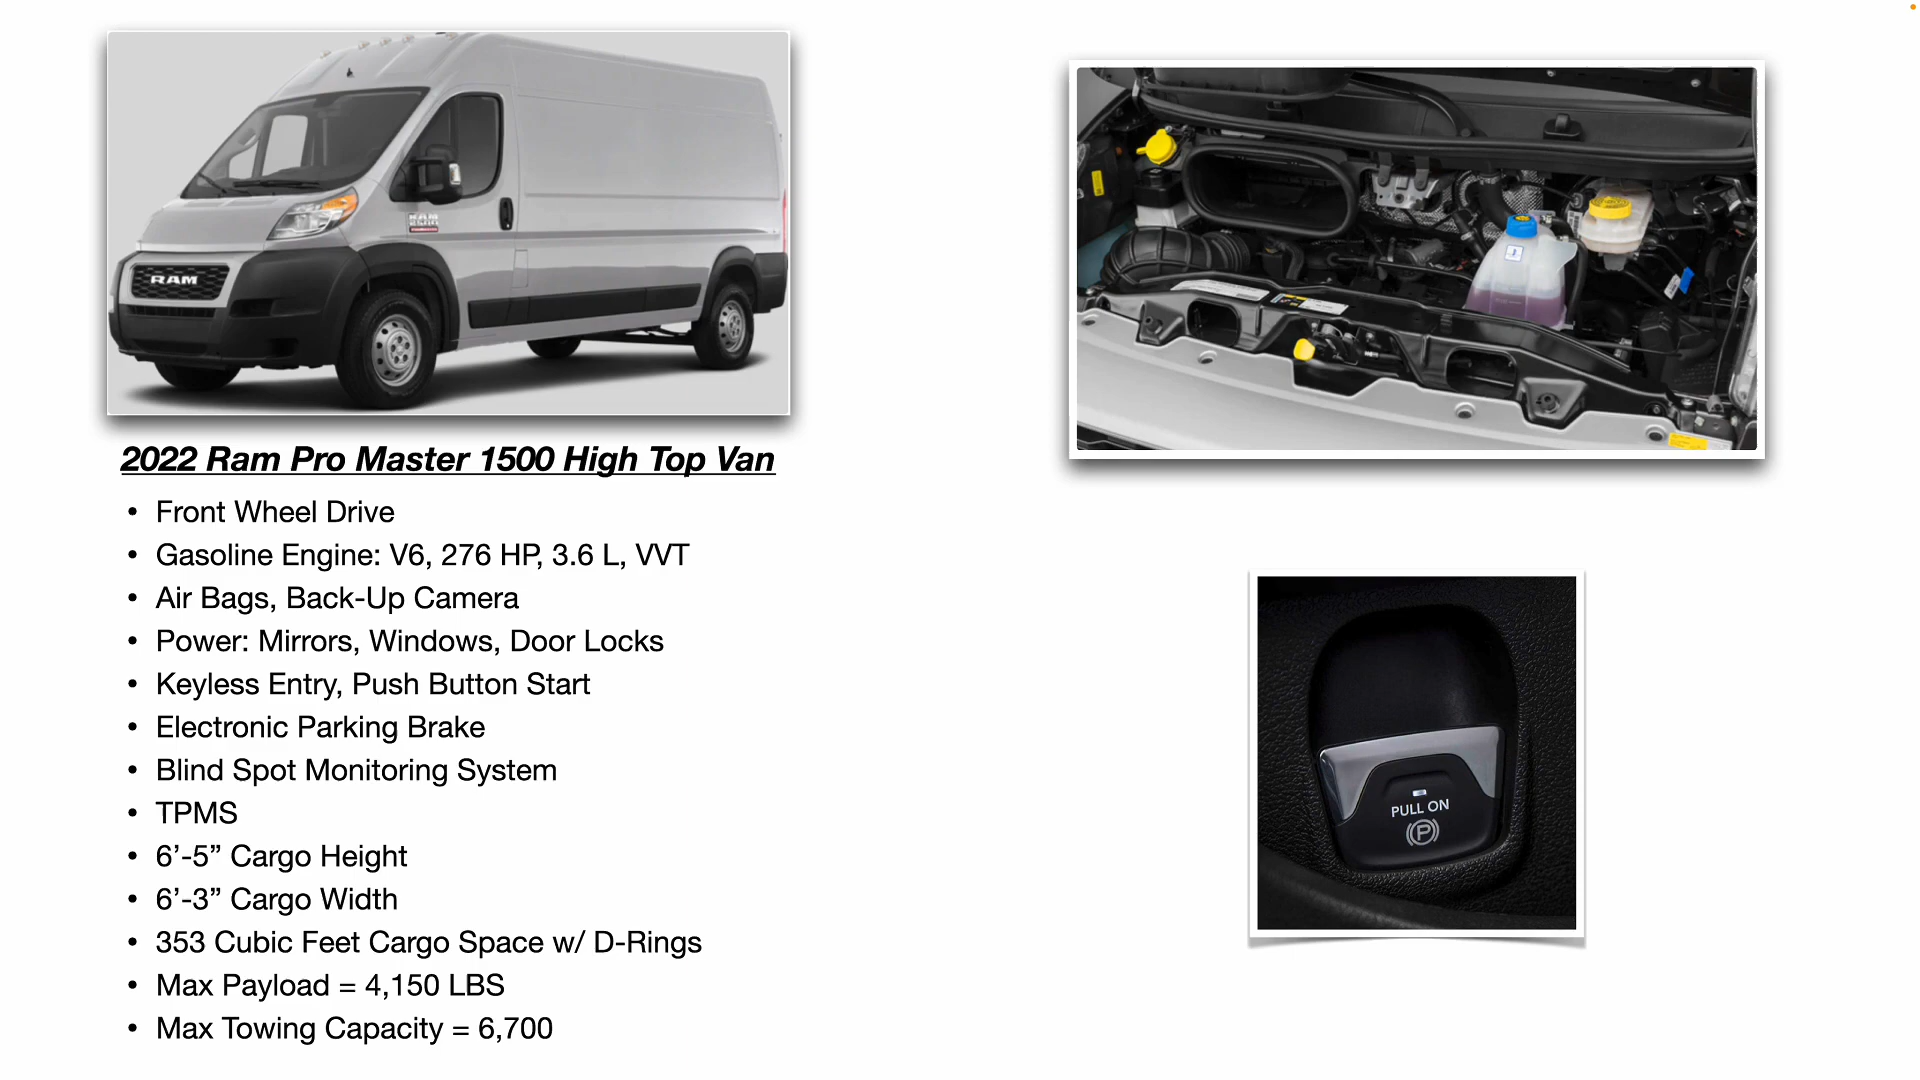 RAM
2022 Ram Pro Master 1500 High Top Van
• Front Wheel Drive
• Gasoline Engine: V6, 276 HP, 3.6 L, VVT
• Air Bags, Back-Up Camera
• Power: Mirrors, Windows, Door Locks
• Keyless Entry, Push Button Start
• Electronic Parking Brake
• Blind Spot Monitoring System
• TPMS
• 6’-5” Cargo Height
• 6’-3” Cargo Width
• 353 Cubic Feet Cargo Space w/ D-Rings
• Max Payload = 4,150 LBS
• Max Towing Capacity = 6,700
PULL ON
P